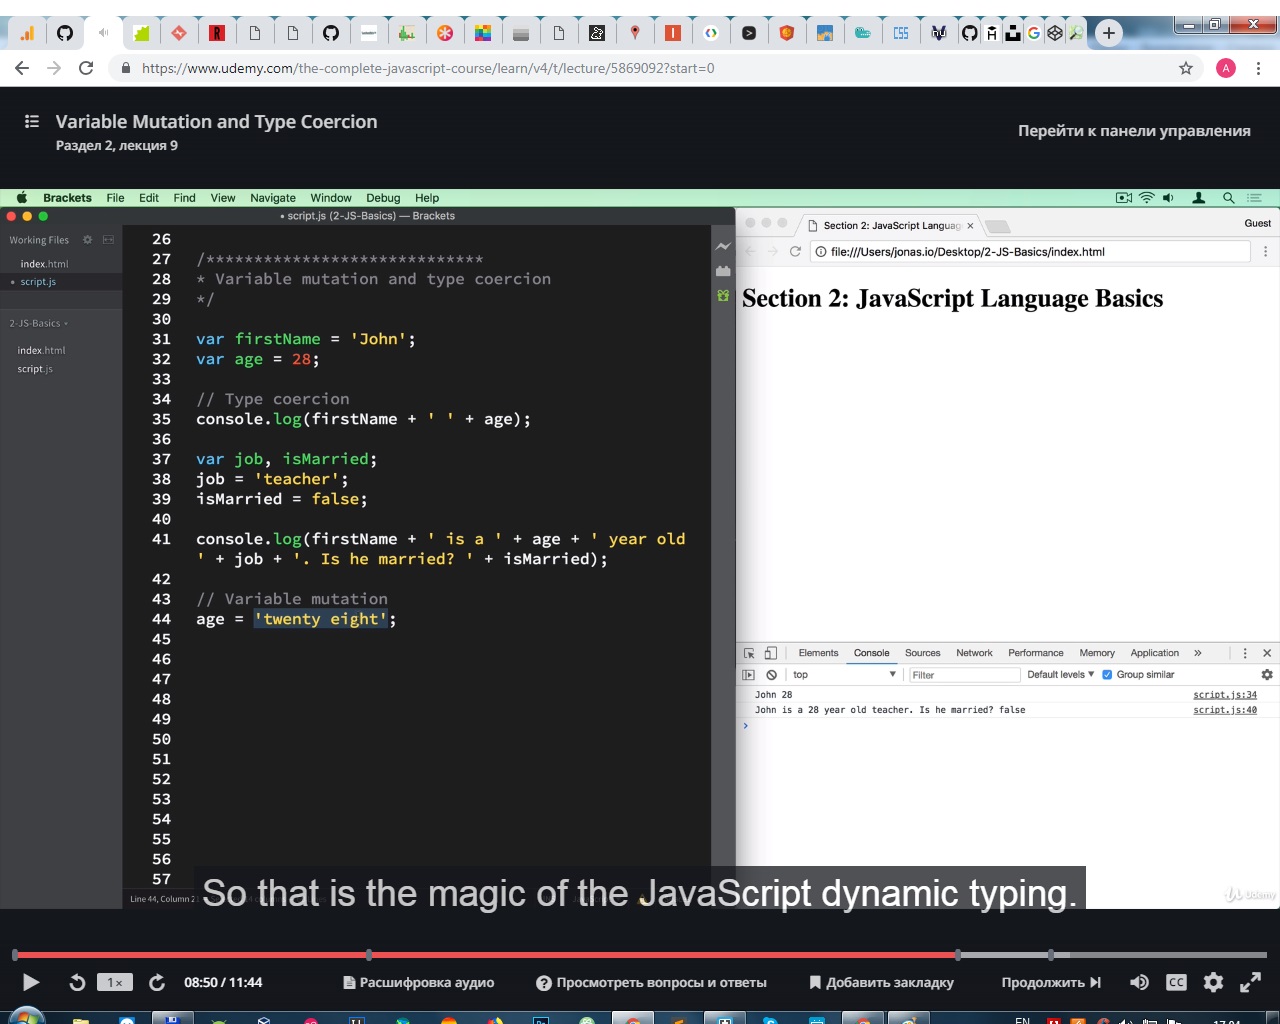 https://www.udemy.com/the-complete-javascript-course/learn/v4/t/lecture/5869092?start=0
A
Variable Mutation and Type Coercion
Раздел 2, лекция 9
Перейти к панели управления
Brackets File Edit Find View Navigate Window Debug Help
• script.js (2-JS-Basics) — Brackets
Working Files
index.html
• script.js
2-JS-Basics
index.html
script.js
26
27 /*****************************
28 * Variable mutation and type coercion
29 */
30
31 var firstName = 'John';
32 var age = 28;
33
34 // Type coercion
35 console.log(firstName + ' ' + age);
36
37 var job, isMarried;
38 job = 'teacher';
39 isMarried = false;
40
41 console.log(firstName + ' is a ' + age + ' year old
' + job + '. Is he married? ' + isMarried);
42
43 // Variable mutation
44 age = 'twenty eight';
45
46
47
48
49
50
51
52
53
54
55
56
57
Line 44, Column
Section 2: JavaScript Languag
Guest
file:///Users/jonas.io/Desktop/2-JS-Basics/index.html
Section 2: JavaScript Language Basics
Elements Console Sources Network Performance Memory Application »
top Filter Default levels Group similar
John 28 script.js:34
John is a 28 year old teacher. Is he married? false script.js:40
Udemy
So that is the magic of the JavaScript dynamic typing.
1× 08:50 / 11:44 Расшифровка аудио Просмотреть вопросы и ответы Добавить закладку Продолжить CC
EN 17:04